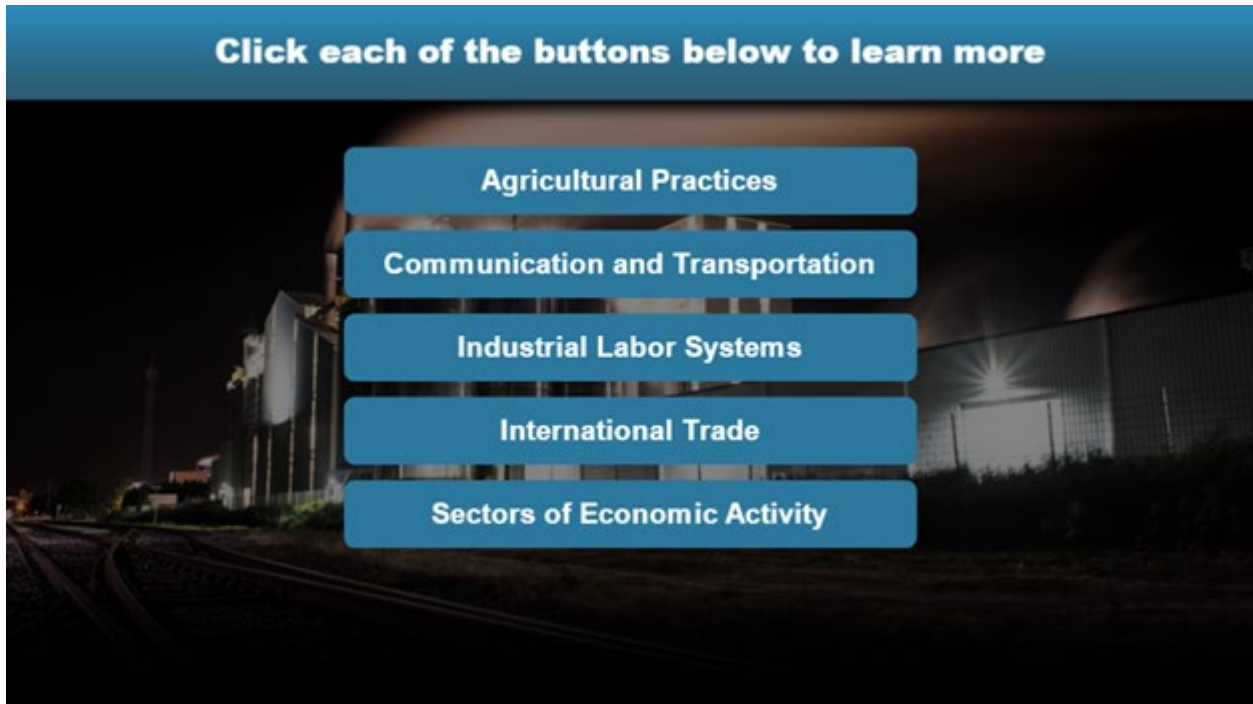 Click each of the buttons below to learn more
Agricultural Practices
Communication and Transportation
Industrial Labor Systems
International Trade
Sectors of Economic Activity